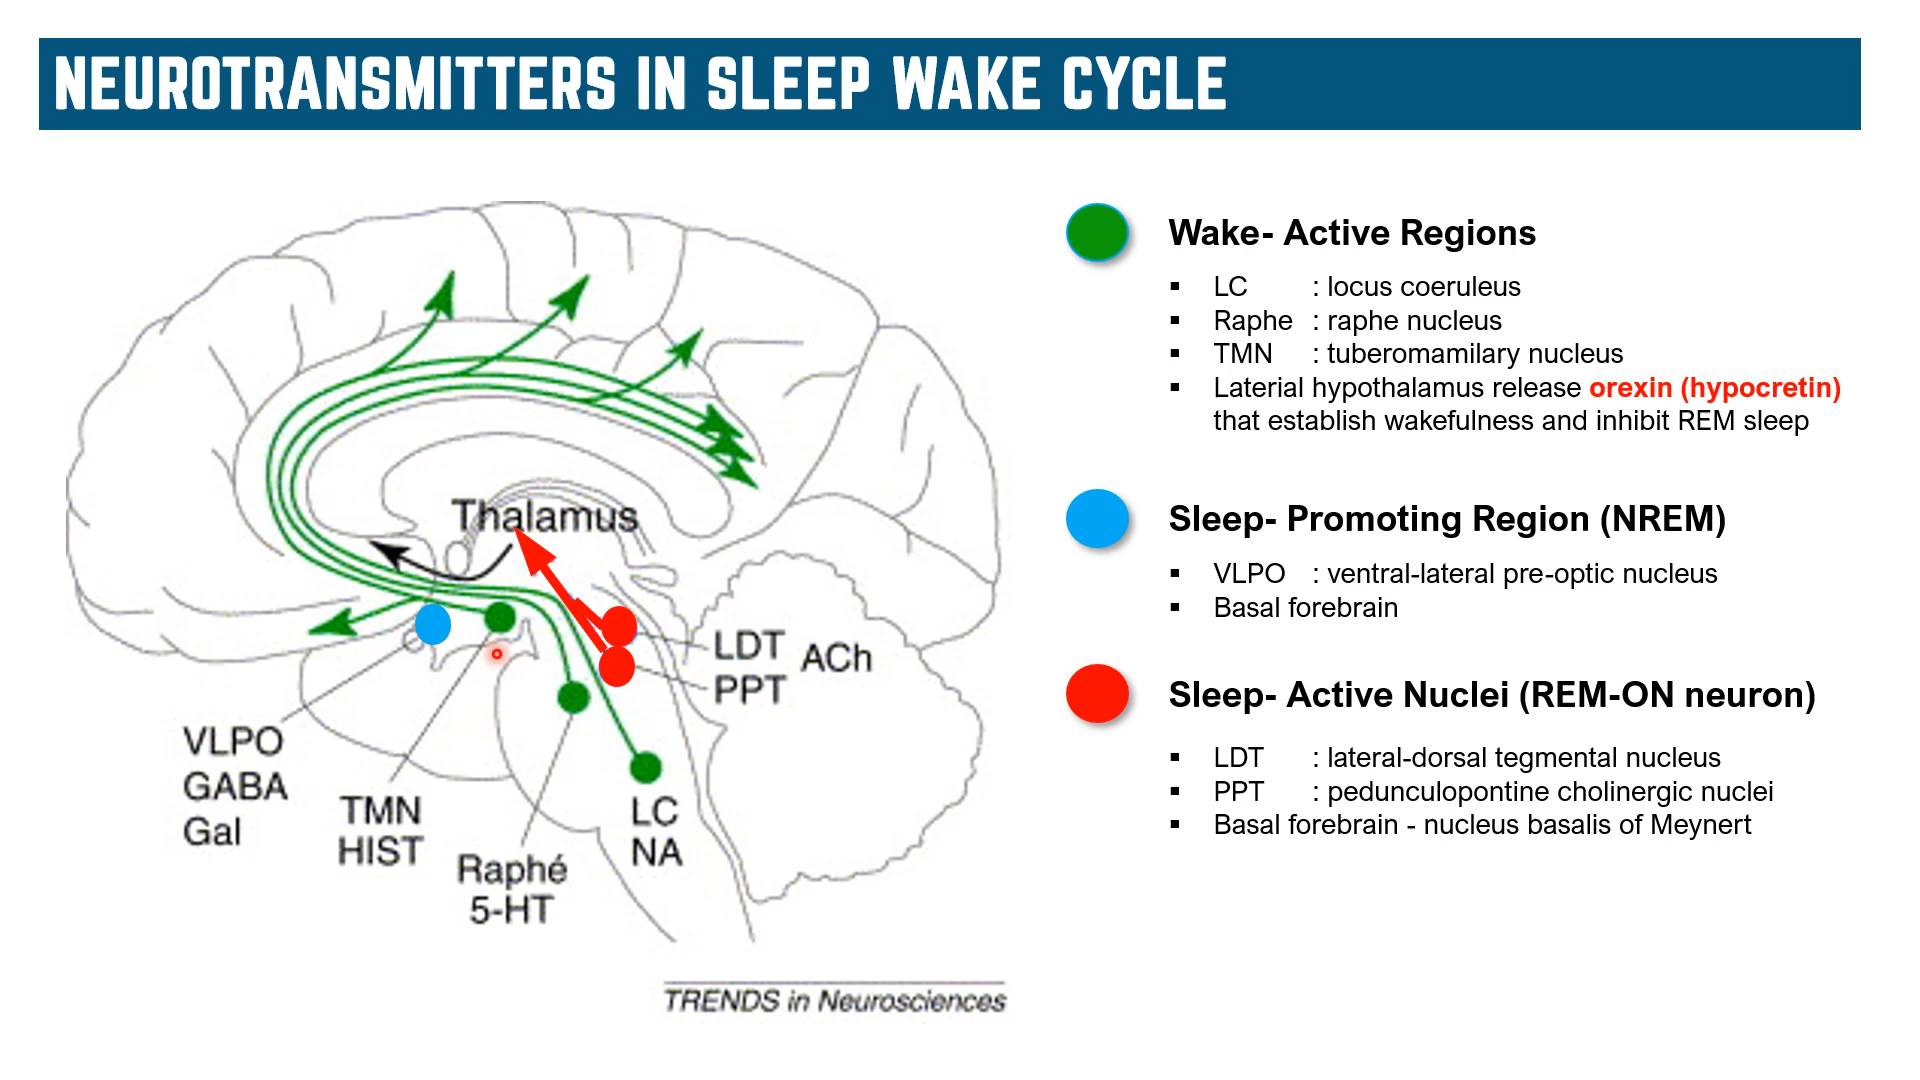 NEUROTRANSMITTERS IN SLEEP WAKE CYCLE
Thalamus
LDT
ACh
PPT
VLPO
GABA
Gal
TMN
HIST
Raphé
5-HT
LC
NA
TRENDS in Neurosciences
Wake- Active Regions
▪ LC : locus coeruleus
▪ Raphe : raphe nucleus
▪ TMN : tuberomamilary nucleus
▪ Laterial hypothalamus release orexin (hypocretin)
that establish wakefulness and inhibit REM sleep
Sleep- Promoting Region (NREM)
▪ VLPO : ventral-lateral pre-optic nucleus
▪ Basal forebrain
Sleep- Active Nuclei (REM-ON neuron)
▪ LDT : lateral-dorsal tegmental nucleus
▪ PPT : pedunculopontine cholinergic nuclei
▪ Basal forebrain - nucleus basalis of Meynert